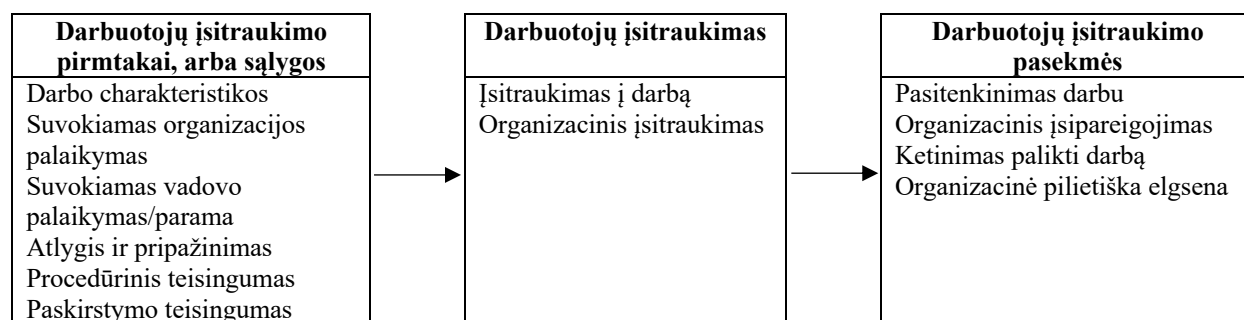 Darbuotojų įsitraukimo
pirmtakai, arba sąlygos
Darbo charakteristikos
Suvokiamas organizacijos
palaikymas
Suvokiamas vadovo
palaikymas/parama
Atlygis ir pripažinimas
Procedūrinis teisingumas
Paskirstymo teisingumas
Darbuotojų įsitraukimas
Įsitraukimas į darbą
Organizacinis įsitraukimas
Darbuotojų įsitraukimo
pasekmės
Pasitenkinimas darbu
Organizacinis įsipareigojimas
Ketinimas palikti darbą
Organizacinė pilietiška elgsena